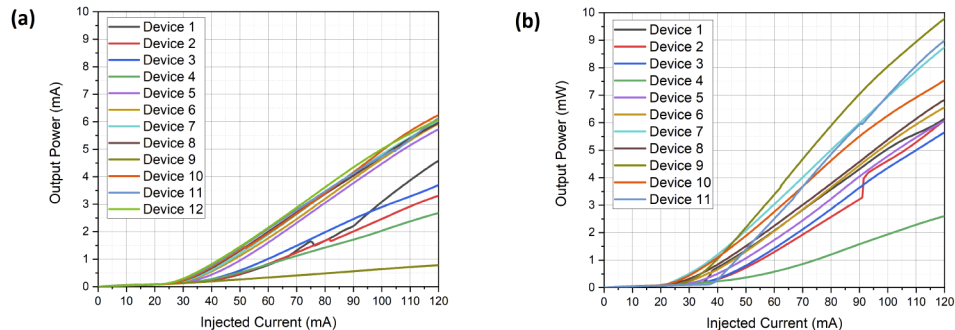 (a)
Output Power (mA)
10
9
8
7
6
5
4
3
2
1
0
Device 1
Device 2
Device 3
Device 4
Device 5
Device 6
Device 7
Device 8
Device 9
Device 10
Device 11
Device 12
0 10 20 30 40 50 60 70 80 90 100 110 120
Injected Current (mA)
(b)
Output Power (mW)
10
9
8
7
6
5
4
3
2
1
0
Device 1
Device 2
Device 3
Device 4
Device 5
Device 6
Device 7
Device 8
Device 9
Device 10
Device 11
0 10 20 30 40 50 60 70 80 90 100 110 120
Injected Current (mA)